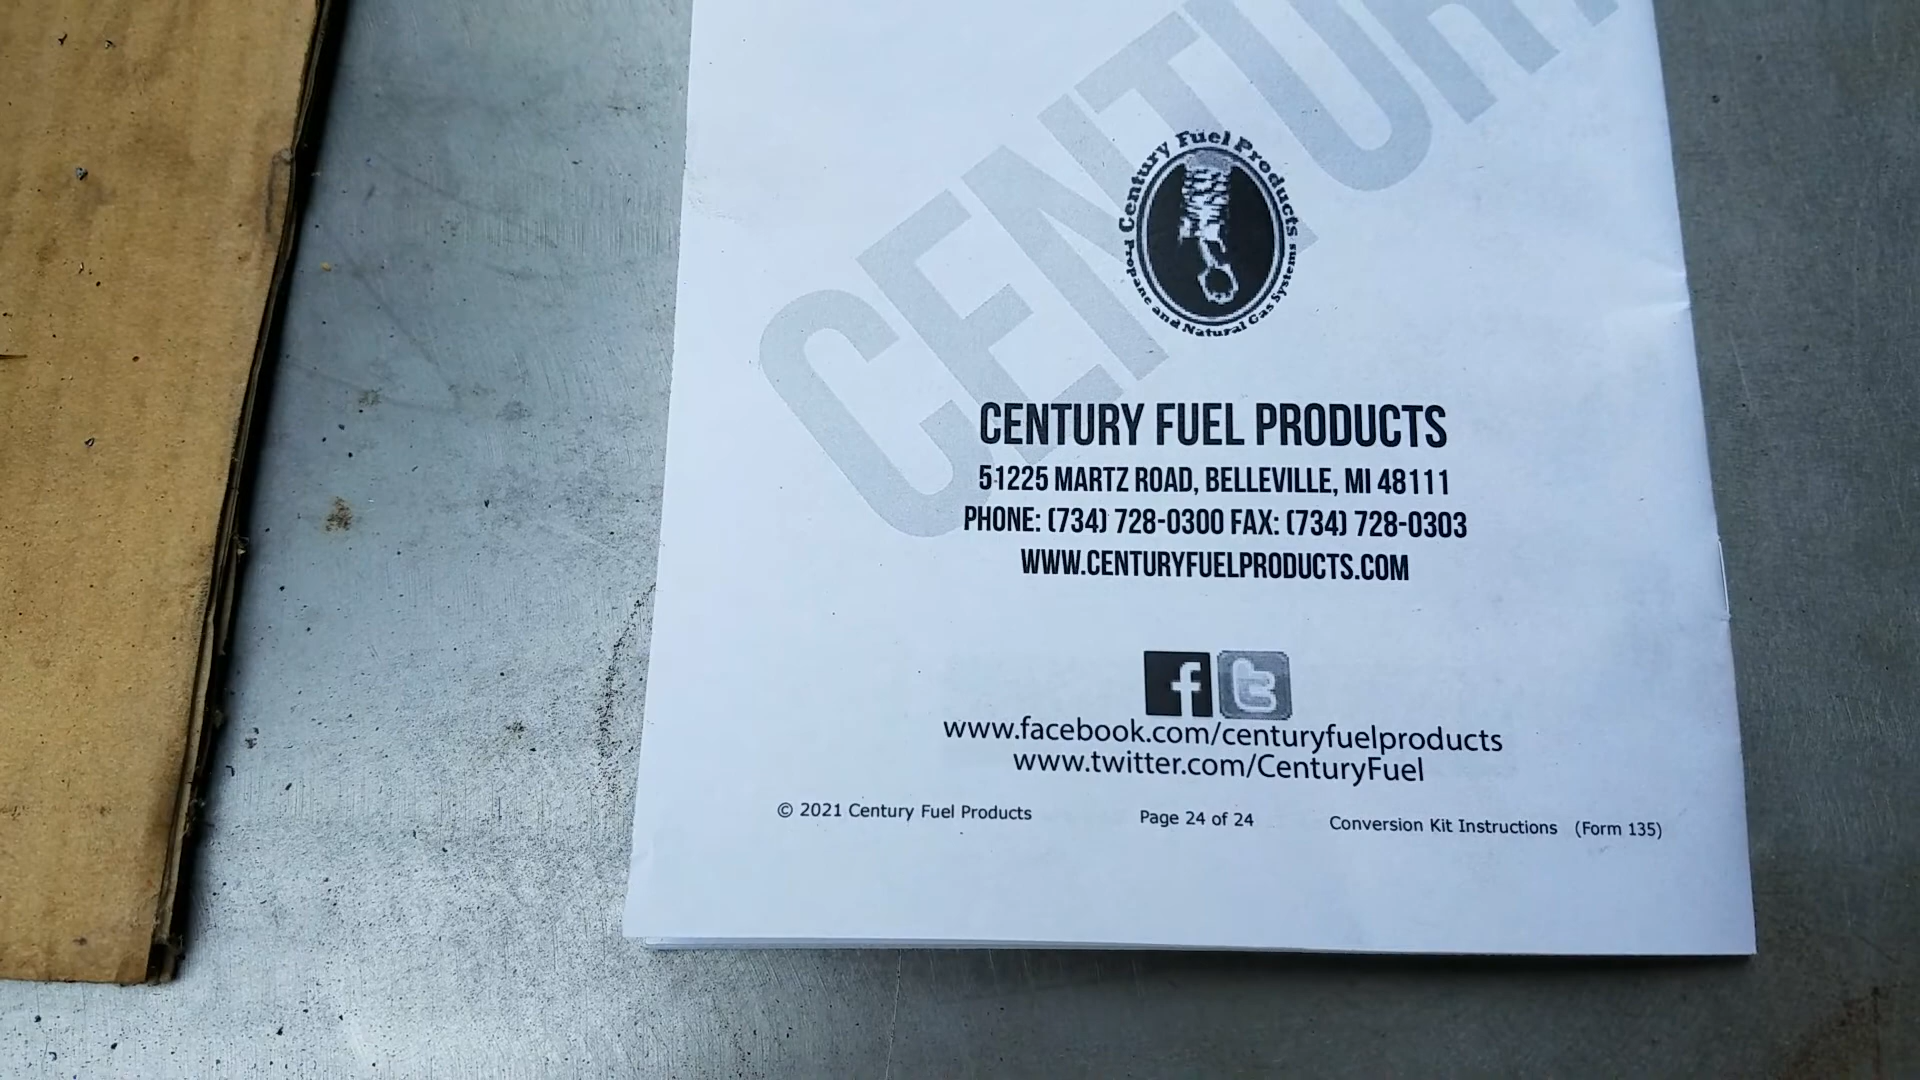 CENTURY
Century Fuel Products
Propane and Natural Gas Systems
CENTURY FUEL PRODUCTS
51225 MARTZ ROAD, BELLEVILLE, MI 48111
PHONE: (734) 728-0300 FAX: (734) 728-0303
WWW.CENTURYFUELPRODUCTS.COM
f t
www.facebook.com/centuryfuelproducts
www.twitter.com/CenturyFuel
© 2021 Century Fuel Products Page 24 of 24 Conversion Kit Instructions (Form 135)